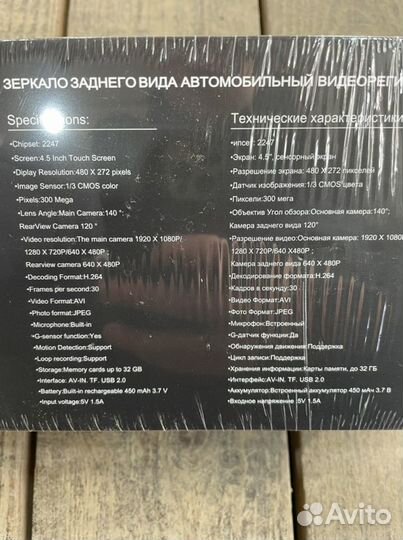 ЗЕРКАЛО ЗАДНЕГО ВИДА АВТОМОБИЛЬНЫЙ ВИДЕОРЕГИ
Specifications:
•Chipset: 2247
•Screen:4.5 Inch Touch Screen
•Diplay Resolution:480 X 272 pixels
•Image Sensor:1/3 CMOS color
•Pixels:300 Mega
•Lens Angle:Main Camera:140 °;
RearView Camera 120 °
•Video resolution:The main camera 1920 X 1080P/
1280 X 720P/640 X 480P ;
Rearview camera 640 X 480P
•Decoding Format:H.264
•Frames per second:30
•Video Format:AVI
•Photo format:JPEG
•Microphone:Built-in
•G-sensor function:Yes
•Motion Detection:Support
•Loop recording:Support
•Storage:Memory cards up to 32 GB
•Interface: AV-IN. TF. USB 2.0
•Battery:Built-in rechargeable 450 mAh 3.7 V
•Input voltage:5V 1.5A
Технические характеристики
•ипсет: 2247
•Экран: 4.5", сенсорный экран
•Разрешение экрана: 480 X 272 пикселей
•Датчик изображения:1/3 CMOS цвета
•Пиксели:300 мега
•Объектив Угол обзора:Основная камера:140°;
Камера заднего вида 120°
•Разрешение видео:Основная камера: 1920 X 1080P
1280 X 720P/640 X480P;
Камера заднего вида 640 X 480P
•Декодирование формата:H.264
•Кадров в секунду:30
•Видео Формат:AVI
•Фото Формат:JPEG
•Микрофон:Встроенный
•G-датчик функции:Да
•Обнаружения движения:Поддержка
•Цикл записи:Поддержка
•Хранения информации:Карты памяти, до 32 ГБ
•Интерфейс:AV-IN. TF. USB 2.0
•Аккумулятор:Встроенный аккумулятор 450 мАч 3.7 В
•Входное напряжение :5V 1.5A
Avito